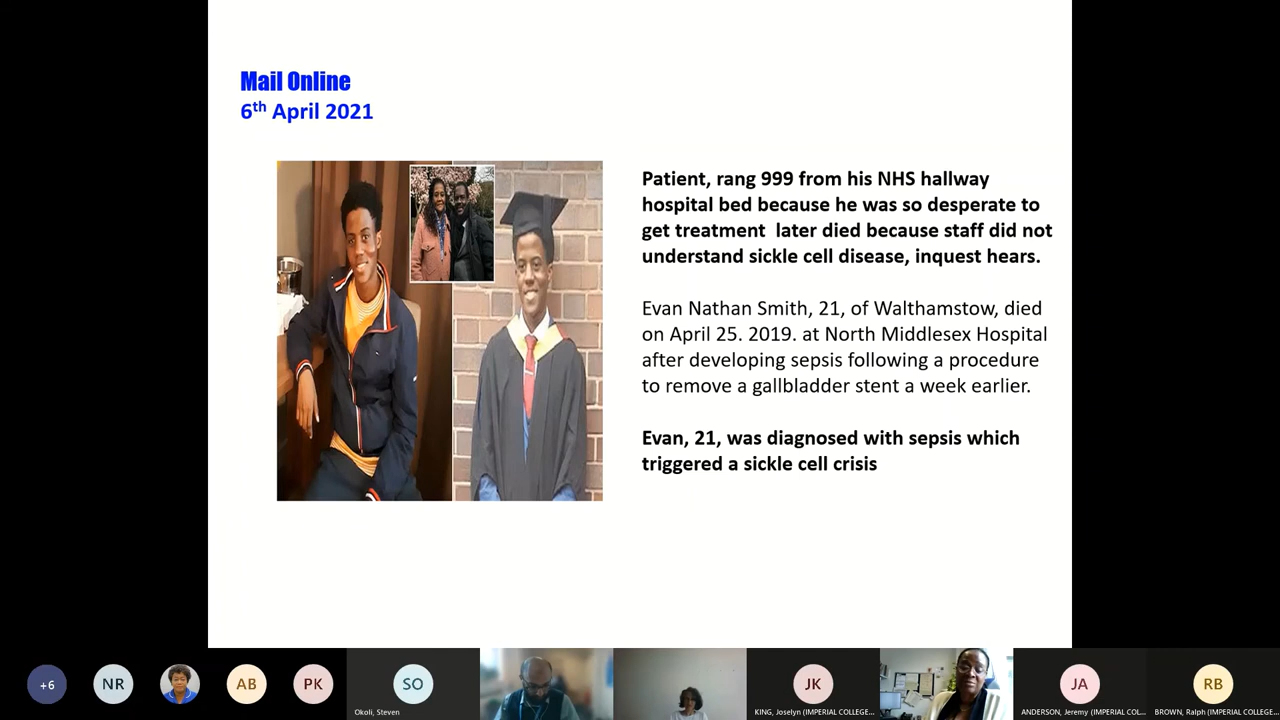 Mail Online
6th April 2021
Patient, rang 999 from his NHS hallway
hospital bed because he was so desperate to
get treatment  later died because staff did not
understand sickle cell disease, inquest hears.
Evan Nathan Smith, 21, of Walthamstow, died
on April 25. 2019. at North Middlesex Hospital
after developing sepsis following a procedure
to remove a gallbladder stent a week earlier.
Evan, 21, was diagnosed with sepsis which
triggered a sickle cell crisis
+6
NR
AB
PK
SO
Okoli, Steven
JK
KING, Joselyn (IMPERIAL COLLEGE...
JA
ANDERSON, Jeremy (IMPERIAL COL...
RB
BROWN, Ralph (IMPERIAL COLLEGE...